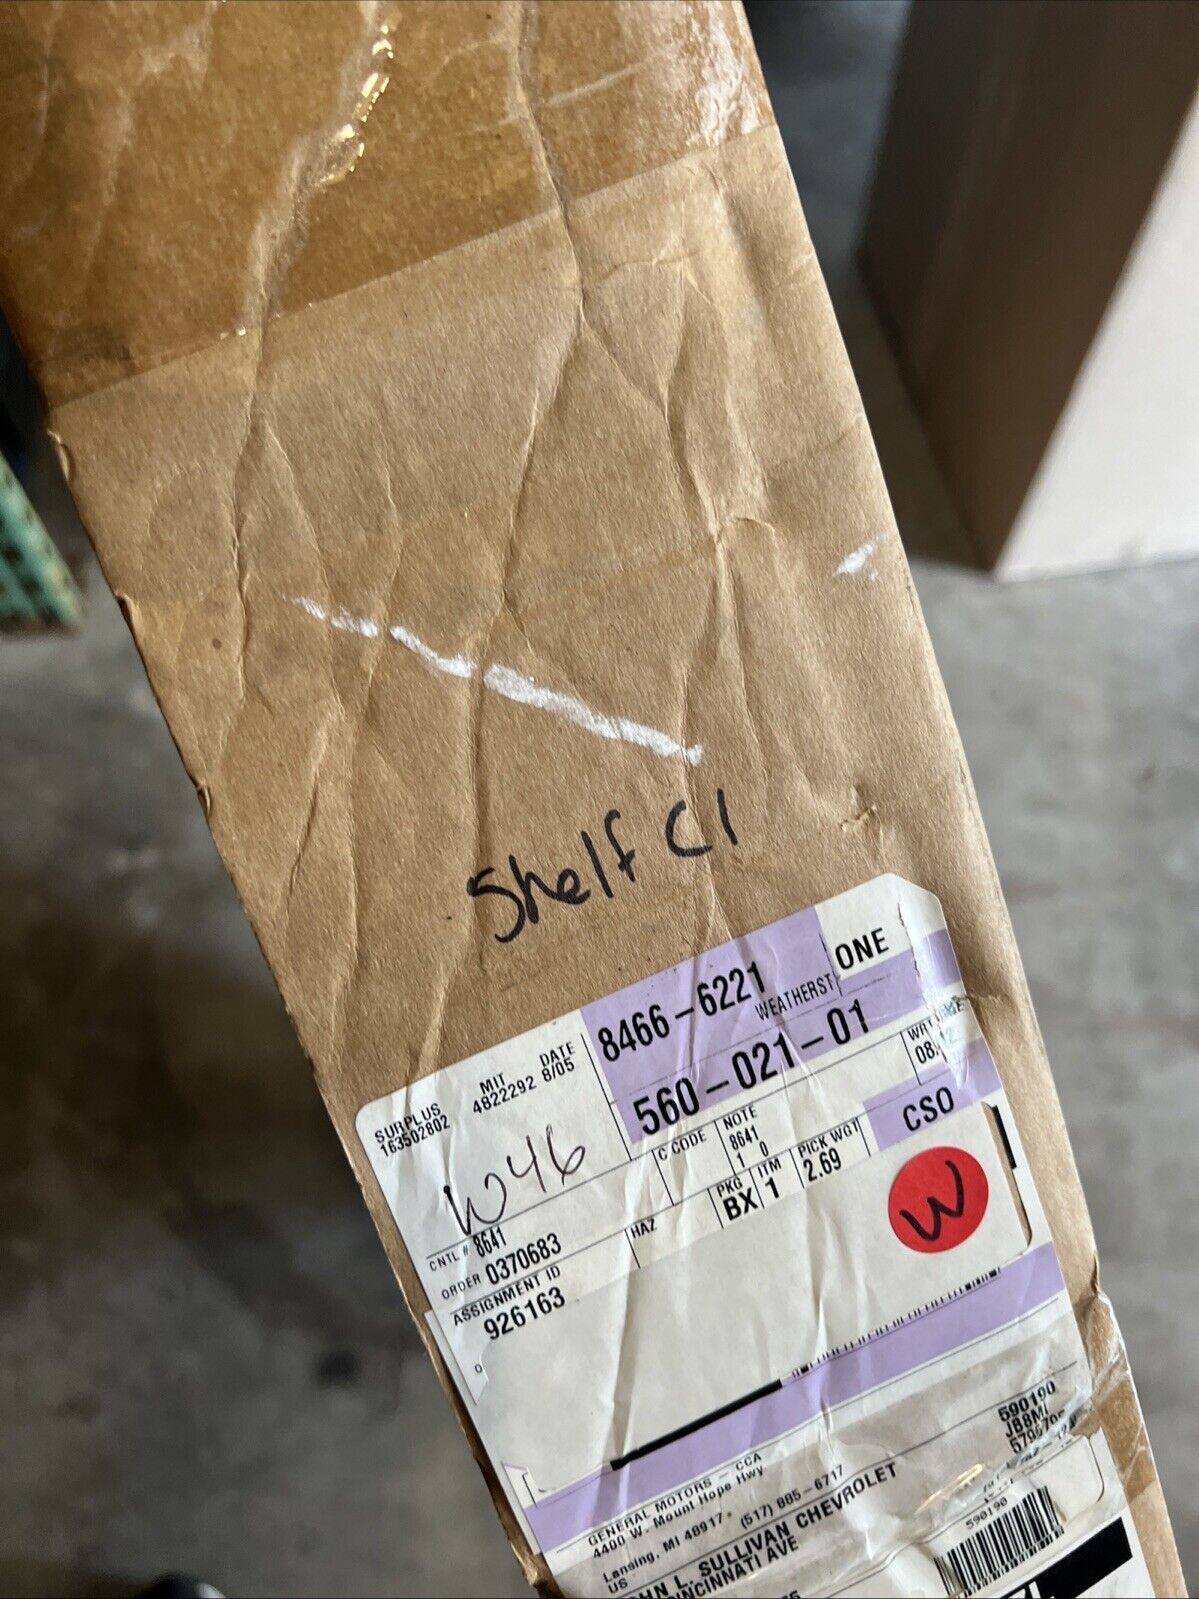 Shelf C1
8466-6221
WEATHERST
ONE
560-021-01
SURPLUS
163502802
MIT
4822292
DATE
8/05
W46
C CODE
NOTE
8641
1 0
CSO
CNTL # 8641
PKG
BX
ITM
1
PICK WGT
2.69
W
ORDER 0370683
HAZ
ASSIGNMENT ID
926163
GENERAL MOTORS - CCA
4400 W. Mount Hope Hwy
Lansing, MI 48917 (517) 885-6717
US
L. SULLIVAN CHEVROLET
CINCINNATI AVE
590190
590190